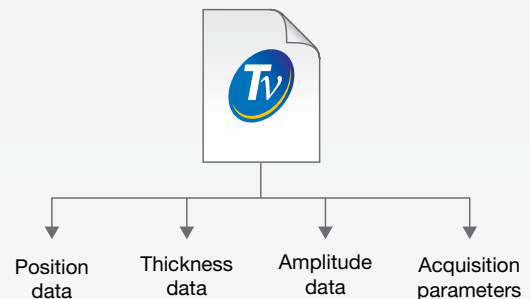 Tv
Position
data
Thickness
data
Amplitude
data
Acquisition
parameters